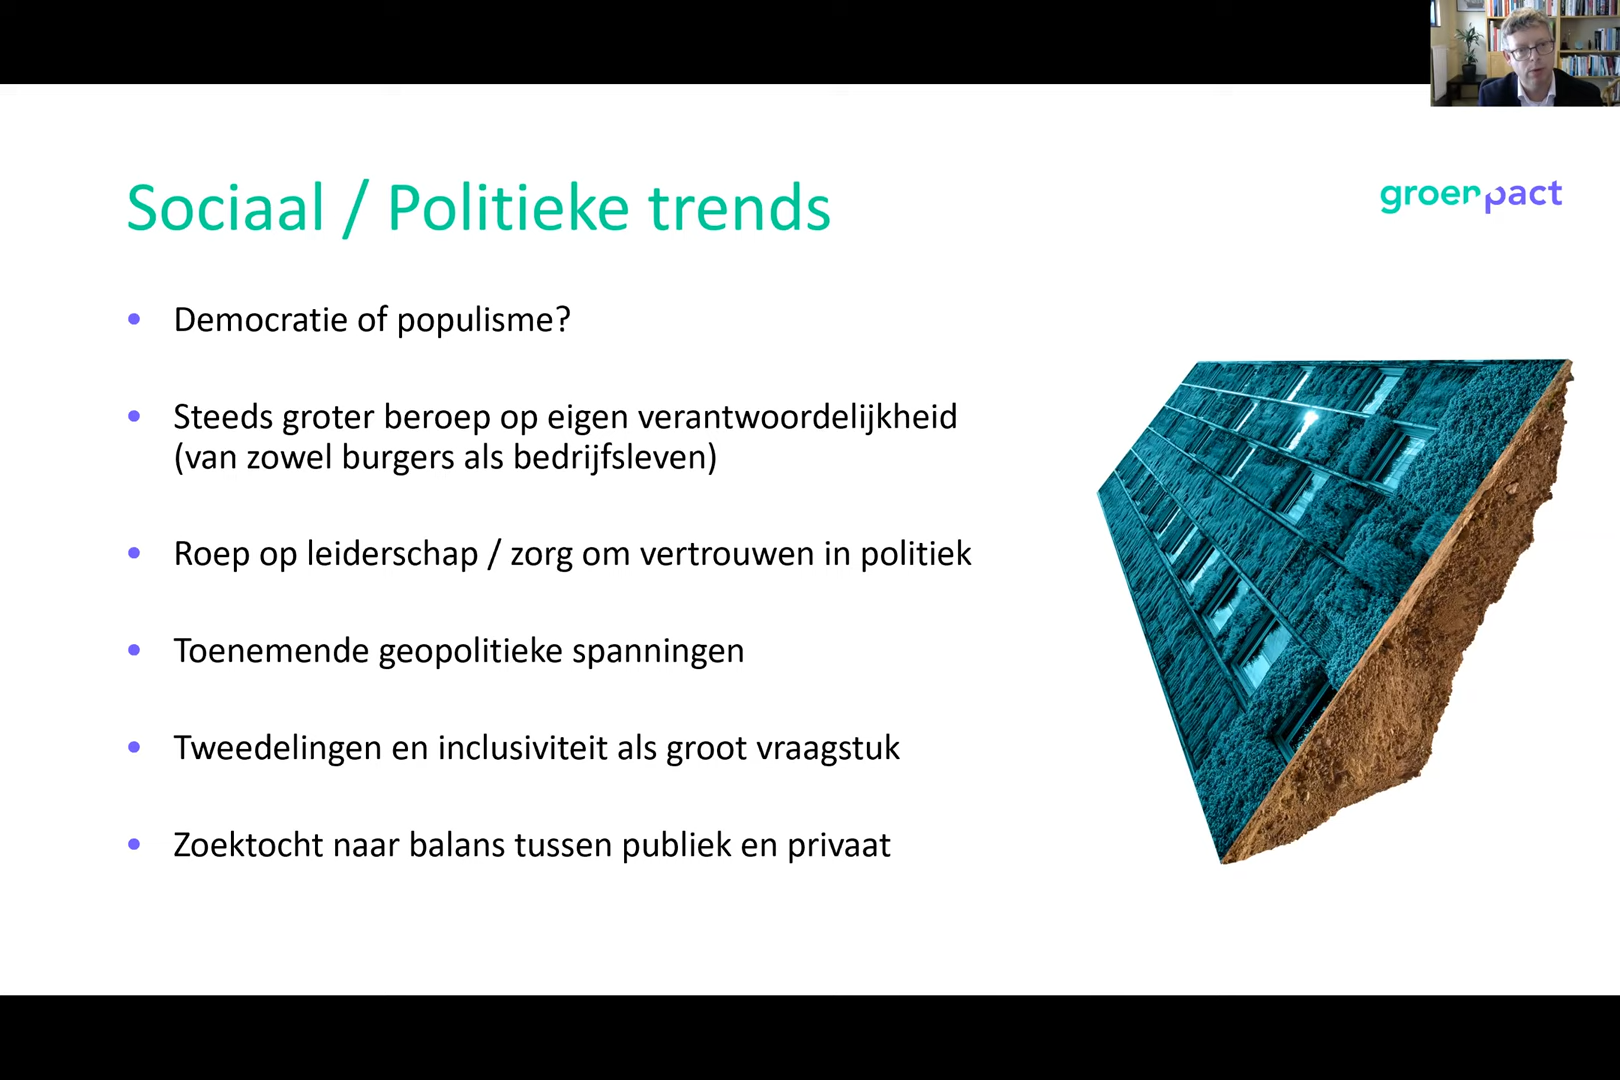 Sociaal / Politieke trends
groenpact
• Democratie of populisme?
• Steeds groter beroep op eigen verantwoordelijkheid
(van zowel burgers als bedrijfsleven)
• Roep op leiderschap / zorg om vertrouwen in politiek
• Toenemende geopolitieke spanningen
• Tweedelingen en inclusiviteit als groot vraagstuk
• Zoektocht naar balans tussen publiek en privaat